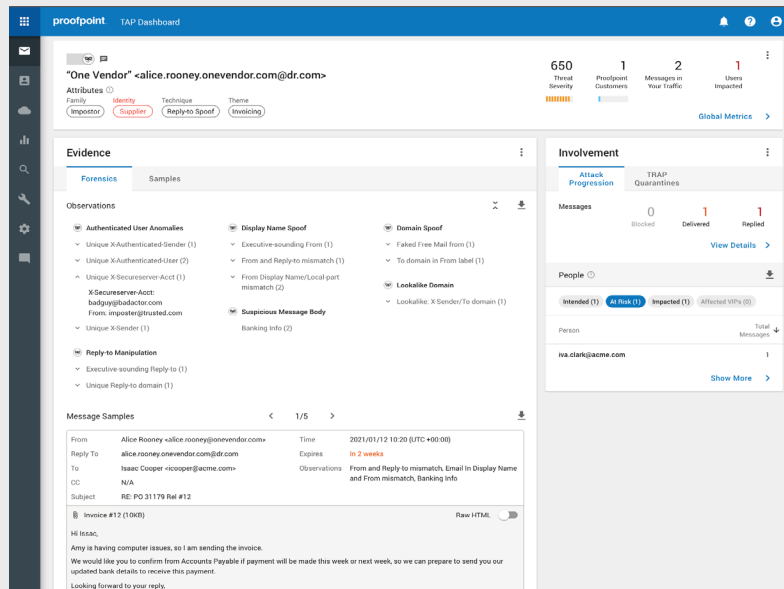 proofpoint. TAP Dashboard
"One Vendor" <alice.rooney.onevendor.com@dr.com>
Attributes
Family Identity Technique Theme
Impostor Supplier Reply-to Spoof Invoicing
650 1 2 1
Threat Severity Proofpoint Customers Messages in Your Traffic Users Impacted
Global Metrics
Evidence
Forensics Samples
Observations
Authenticated User Anomalies
Unique X-Authenticated-Sender (1)
Unique X-Authenticated-User (2)
Unique X-Secureserver-Acct (1)
X-Secureserver-Acct:
badguy@badactor.com
From: imposter@trusted.com
Unique X-Sender (1)
Reply-to Manipulation
Executive-sounding Reply-to (1)
Unique Reply-to domain (1)
Display Name Spoof
Executive-sounding From (1)
From and Reply-to mismatch (1)
From Display Name/Local-part
mismatch (2)
Suspicious Message Body
Banking Info (2)
Domain Spoof
Faked Free Mail from (1)
To domain in From label (1)
Lookalike Domain
Lookalike: X-Sender/To domain (1)
Message Samples 1/5
From Alice Rooney <alice.rooney@onevendor.com>
Reply To alice.rooney.onevendor.com@dr.com
To Isaac Cooper <icooper@acme.com>
CC N/A
Subject RE: PO 31179 Rel #12
Time 2021/01/12 10:20 (UTC +00:00)
Expires In 2 weeks
Observations From and Reply-to mismatch, Email In Display Name
and From mismatch, Banking Info
Invoice #12 (10KB) Raw HTML
Hi Issac,
Amy is having computer issues, so I am sending the invoice.
We would like you to confirm from Accounts Payable if payment will be made this week or next week, so we can prepare to send you our
updated bank details to receive this payment.
Looking forward to your reply,
Involvement
Attack Progression TRAP Quarantines
Messages
0 1 1
Blocked Delivered Replied
View Details
People
Intended (1) At Risk (1) Impacted (1) Affected VIPs (0)
Person Total Messages
iva.clark@acme.com 1
Show More